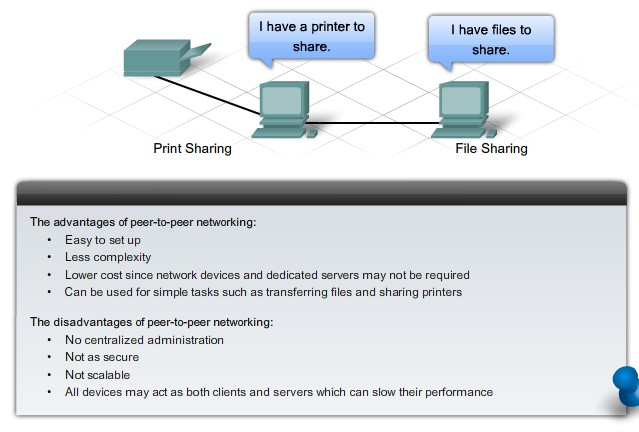 I have a printer to
share.
I have files to
share.
Print Sharing
File Sharing
The advantages of peer-to-peer networking:
• Easy to set up
• Less complexity
• Lower cost since network devices and dedicated servers may not be required
• Can be used for simple tasks such as transferring files and sharing printers
The disadvantages of peer-to-peer networking:
• No centralized administration
• Not as secure
• Not scalable
• All devices may act as both clients and servers which can slow their performance